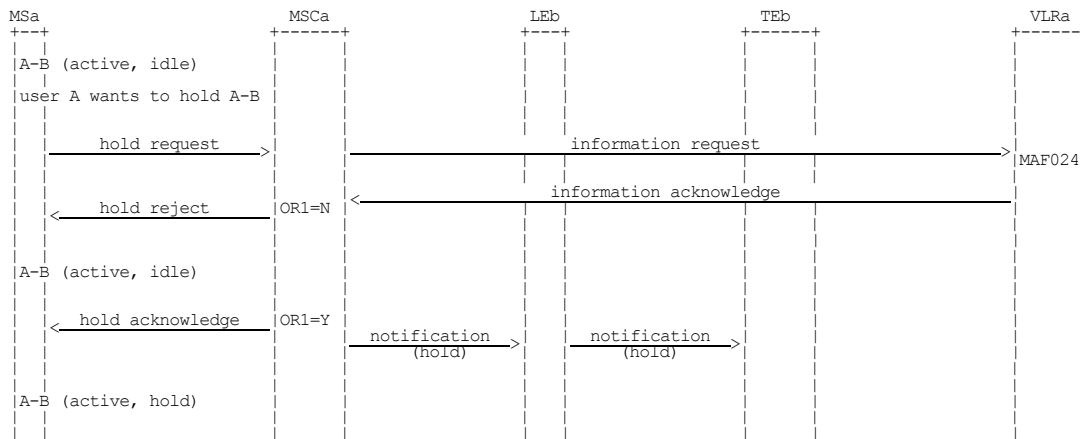 MSa MSCa LEb TEb VLRa
A-B (active, idle)
user A wants to hold A-B
hold request information request
MAF024
information acknowledge
hold reject OR1=N
A-B (active, idle)
hold acknowledge OR1=Y
notification notification
(hold) (hold)
A-B (active, hold)